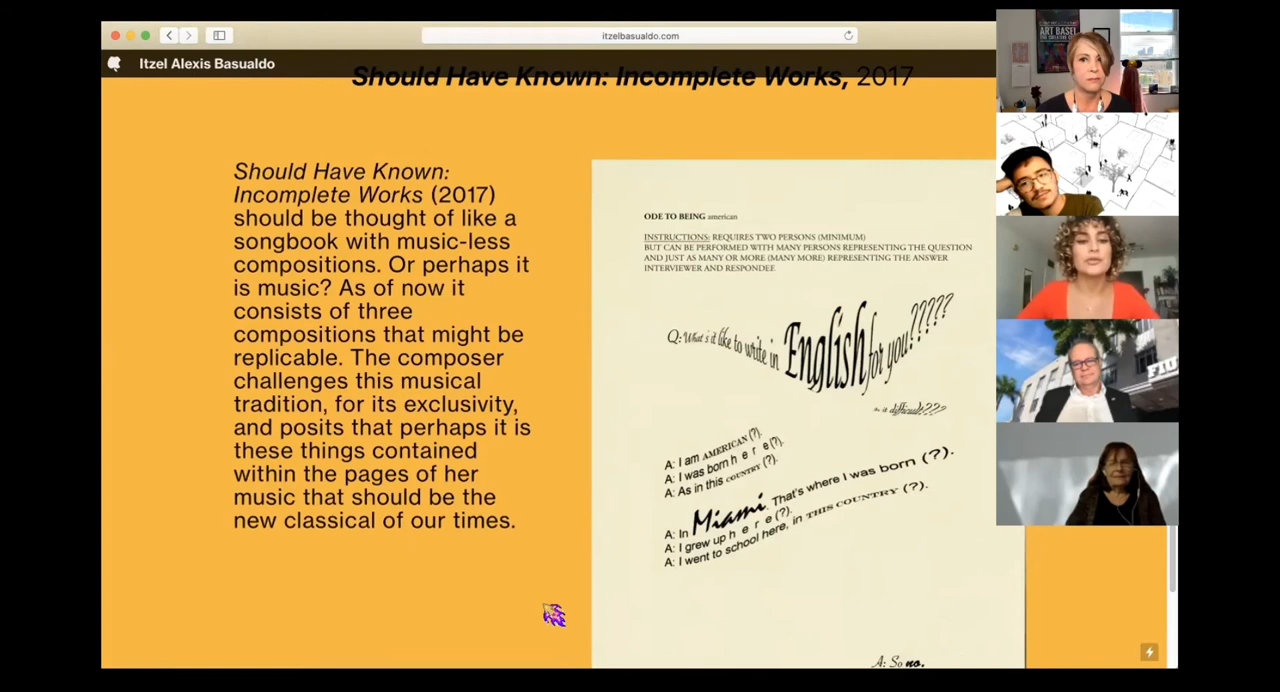 itzelbasualdo.com
Itzel Alexis Basualdo
Should Have Known: Incomplete Works, 2017
Should Have Known:
Incomplete Works (2017)
should be thought of like a
songbook with music-less
compositions. Or perhaps it
is music? As of now it
consists of three
compositions that might be
replicable. The composer
challenges this musical
tradition, for its exclusivity,
and posits that perhaps it is
these things contained
within the pages of her
music that should be the
new classical of our times.
ODE TO BEING american
INSTRUCTIONS: REQUIRES TWO PERSONS (MINIMUM)
BUT CAN BE PERFORMED WITH MANY PERSONS REPRESENTING THE QUESTION
AND JUST AS MANY OR MORE (MANY MORE) REPRESENTING THE ANSWER
INTERVIEWER AND RESPONDEE
Q: What's it like to write in English for you?????
Is it difficult???
A: I am AMERICAN (?).
A: I was born h e r e (?).
A: As in this COUNTRY (?).
A: In Miami. That's where I was born (?).
A: I grew up h e r e (?).
A: I went to school here, in THIS COUNTRY (?).
A: So no.
ART BASEL
FIU